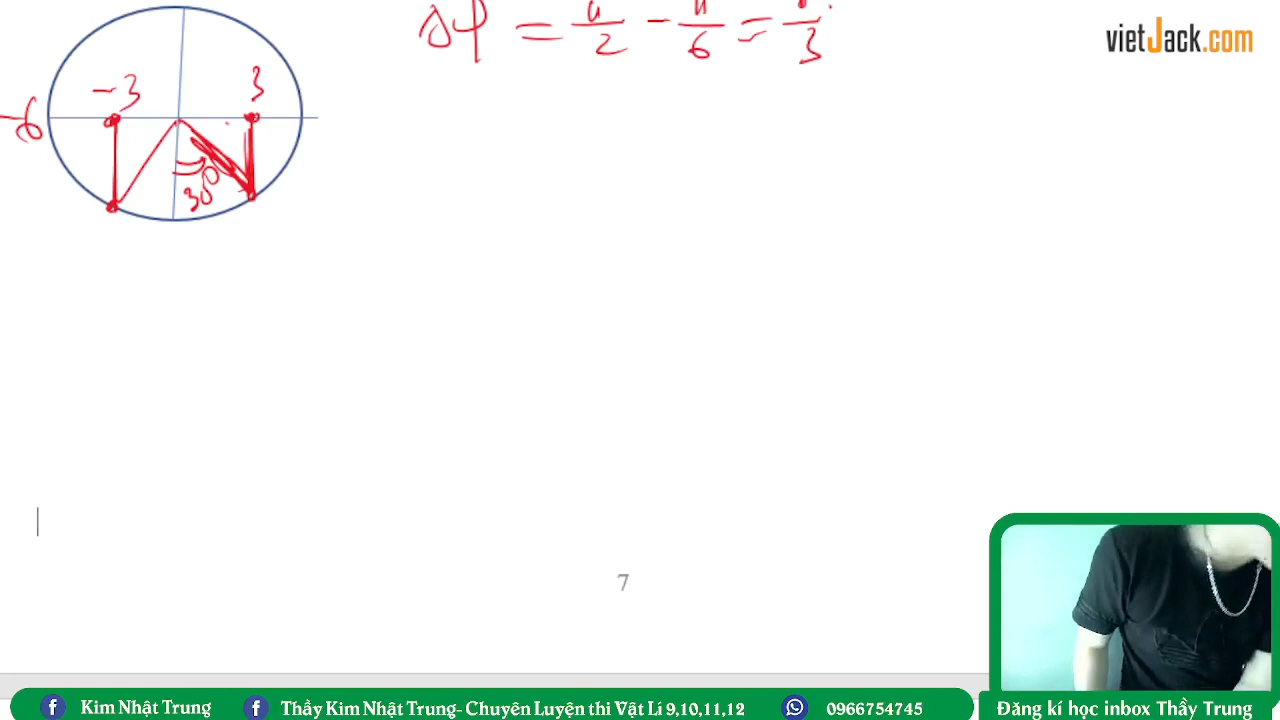 Δφ = π/2 - π/6 = π/3
vietJack.com
-3
3
-6
30°
7
Kim Nhật Trung
Thầy Kim Nhật Trung- Chuyên Luyện thi Vật Lí 9,10,11,12
0966754745
Đăng kí học inbox Thầy Trung